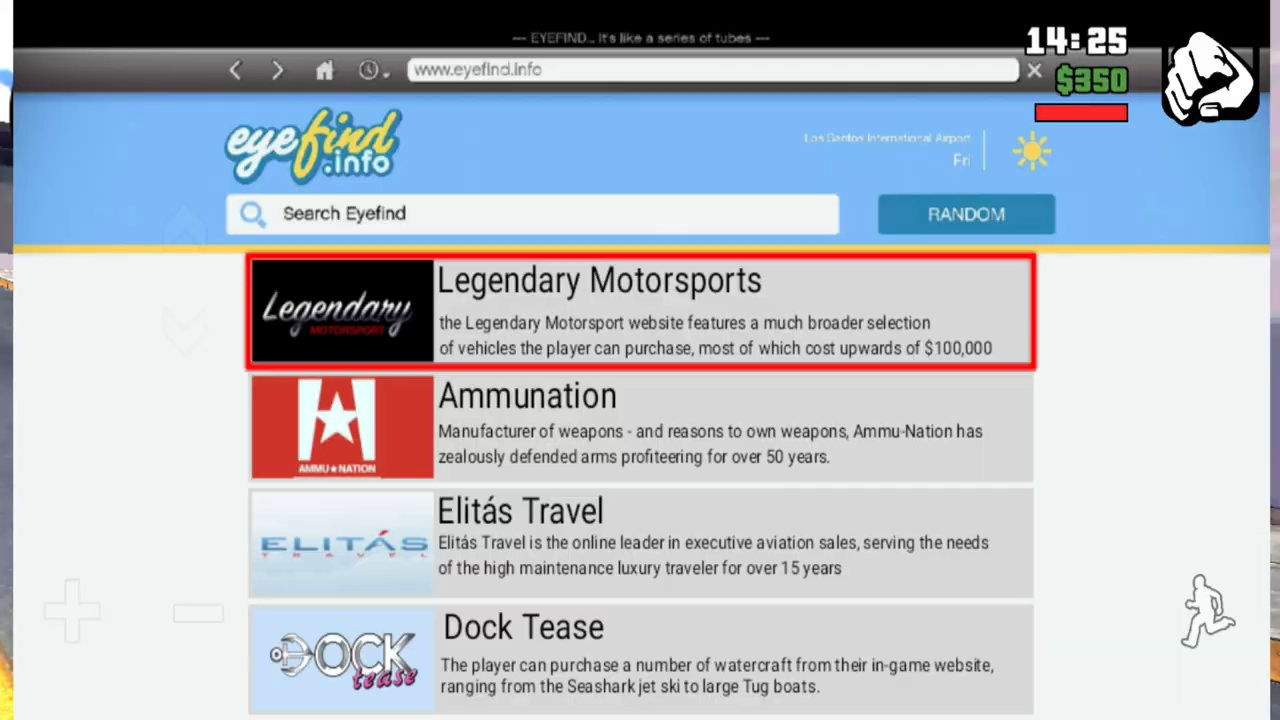 --- EYEFIND... It's like a series of tubes ---
14:25
www.eyefind.info
$350
eyefind
.info
Los Santos International Airport
Fri
Search Eyefind
RANDOM
Legendary
MOTORSPORT
Legendary Motorsports
the Legendary Motorsport website features a much broader selection
of vehicles the player can purchase, most of which cost upwards of $100,000
AMMU★NATION
Ammunation
Manufacturer of weapons - and reasons to own weapons, Ammu-Nation has
zealously defended arms profiteering for over 50 years.
ELITÁS
TRAVEL
Elitás Travel
Elitás Travel is the online leader in executive aviation sales, serving the needs
of the high maintenance luxury traveler for over 15 years
DOCK
tease
Dock Tease
The player can purchase a number of watercraft from their in-game website,
ranging from the Seashark jet ski to large Tug boats.